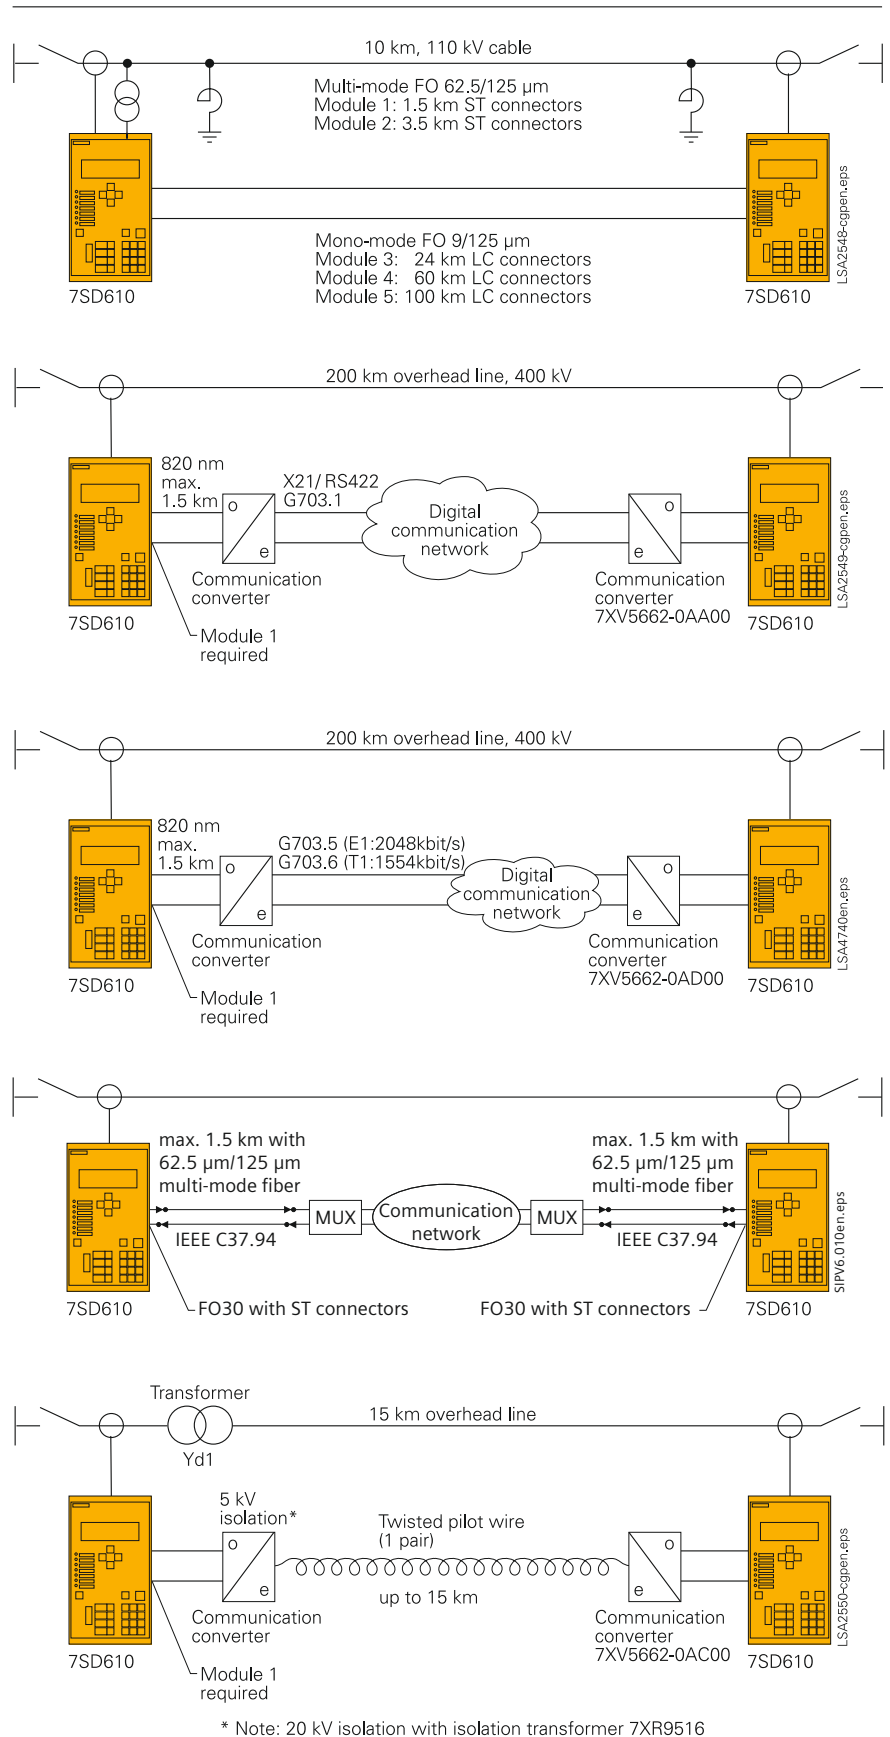 10 km, 110 kV cable
Multi-mode FO 62.5/125 µm
Module 1: 1.5 km ST connectors
Module 2: 3.5 km ST connectors
Mono-mode FO 9/125 µm
Module 3: 24 km LC connectors
Module 4: 60 km LC connectors
Module 5: 100 km LC connectors
7SD610
7SD610
LSA2548-cgpen.eps
200 km overhead line, 400 kV
820 nm
max.
1.5 km
X21/ RS422
G703.1
o
e
Digital
communication
network
o
e
Communication
converter
Communication
converter
7XV5662-0AA00
7SD610
7SD610
Module 1
required
LSA2549-cgpen.eps
200 km overhead line, 400 kV
820 nm
max.
1.5 km
G703.5 (E1:2048kbit/s)
G703.6 (T1:1554kbit/s)
o
e
Digital
communication
network
o
e
Communication
converter
Communication
converter
7XV5662-0AD00
7SD610
7SD610
Module 1
required
LSA4740en.eps
max. 1.5 km with
62.5 µm/125 µm
multi-mode fiber
max. 1.5 km with
62.5 µm/125 µm
multi-mode fiber
MUX
Communication
network
MUX
IEEE C37.94
IEEE C37.94
7SD610
FO30 with ST connectors
FO30 with ST connectors
7SD610
SIPV6.010en.eps
Transformer
15 km overhead line
Yd1
5 kV
isolation*
o
e
Twisted pilot wire
(1 pair)
up to 15 km
o
e
Communication
converter
Communication
converter
7XV5662-0AC00
7SD610
7SD610
Module 1
required
LSA2550-cgpen.eps
* Note: 20 kV isolation with isolation transformer 7XR9516